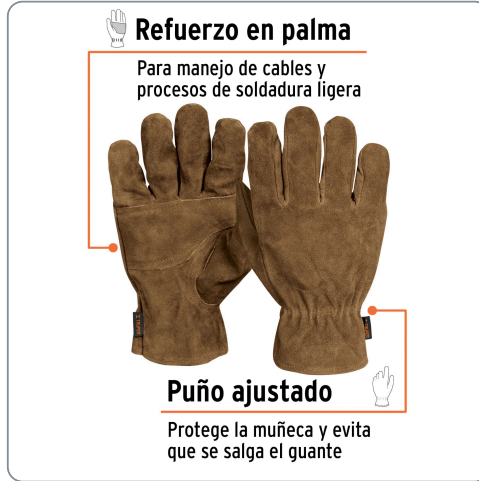 Refuerzo en palma
Para manejo de cables y
procesos de soldadura ligera
Puño ajustado
Protege la muñeca y evita
que se salga el guante